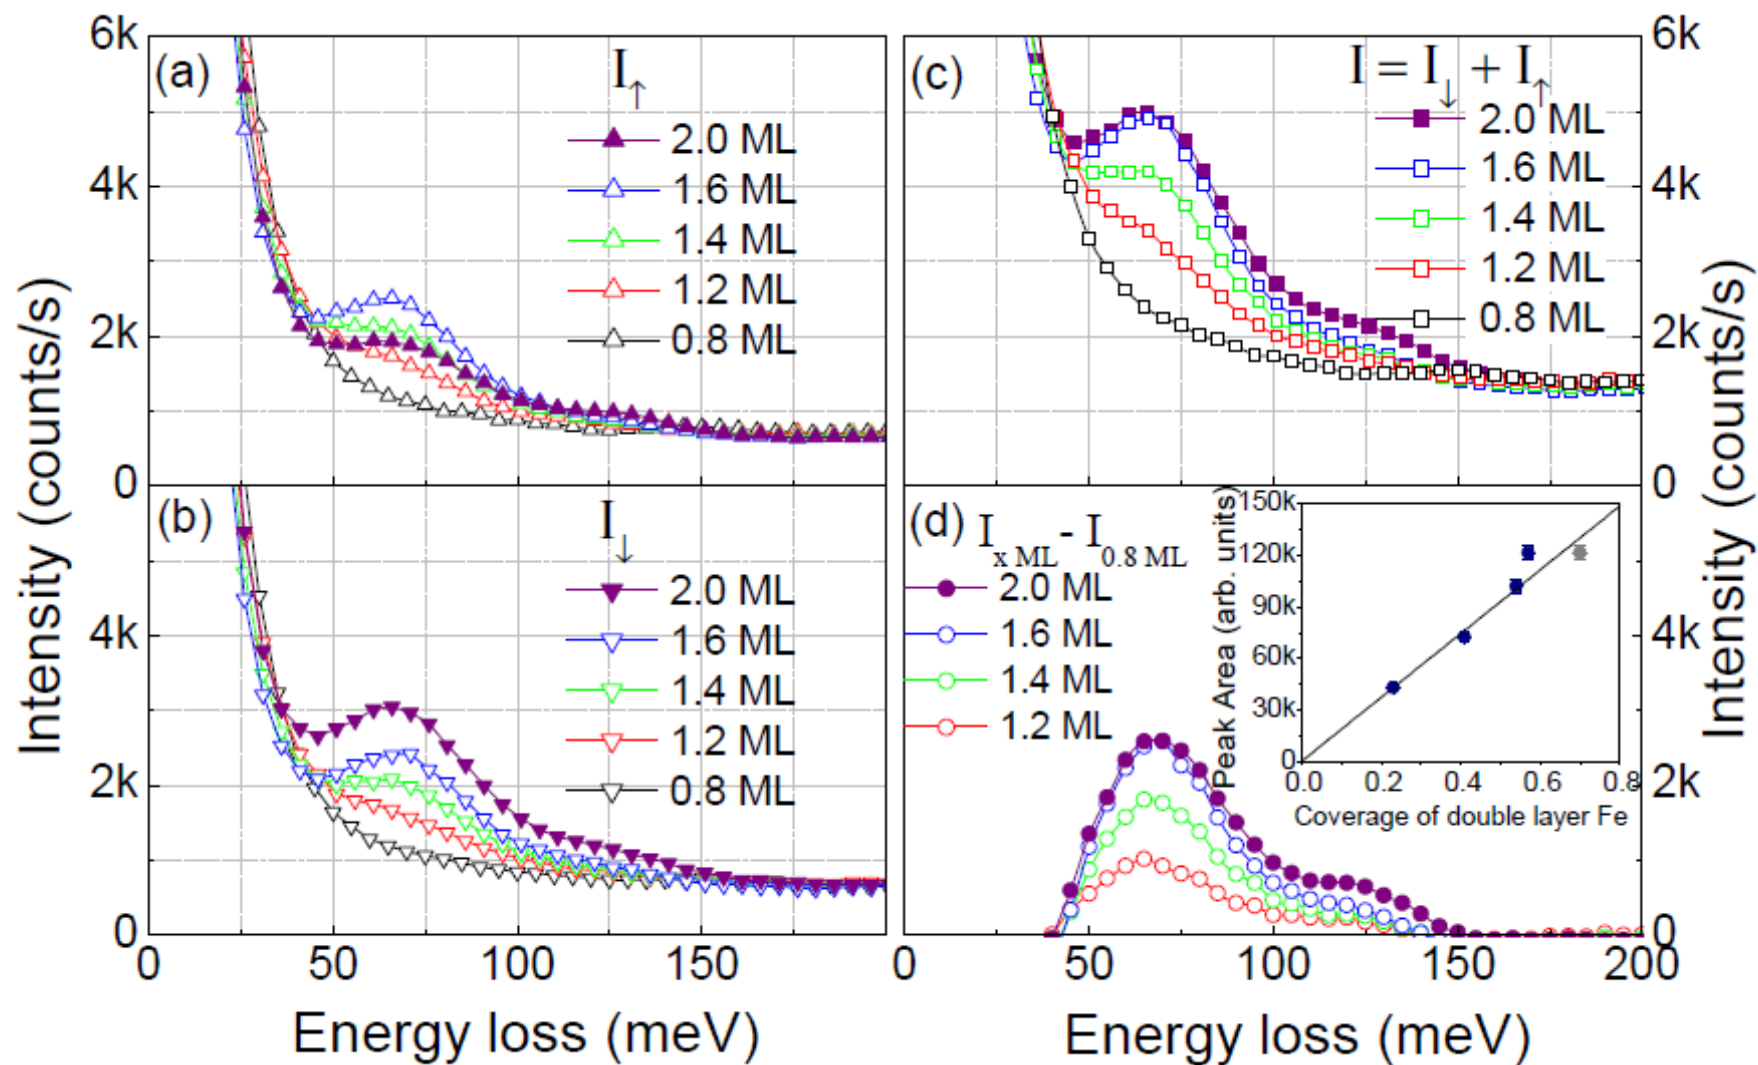 (a)
I↑
2.0 ML
1.6 ML
1.4 ML
1.2 ML
0.8 ML
6k
4k
2k
0
Intensity (counts/s)
(b)
I↓
2.0 ML
1.6 ML
1.4 ML
1.2 ML
0.8 ML
4k
2k
0
0
50
100
150
Energy loss (meV)
(c)
I = I↓ + I↑
2.0 ML
1.6 ML
1.4 ML
1.2 ML
0.8 ML
6k
4k
2k
0
Intensity (counts/s)
(d)
I x ML - I 0.8 ML
2.0 ML
1.6 ML
1.4 ML
1.2 ML
Peak Area (arb. units)
150k
120k
90k
60k
30k
0
0.0
0.2
0.4
0.6
0.8
Coverage of double layer Fe
4k
2k
0
0
50
100
150
200
Energy loss (meV)